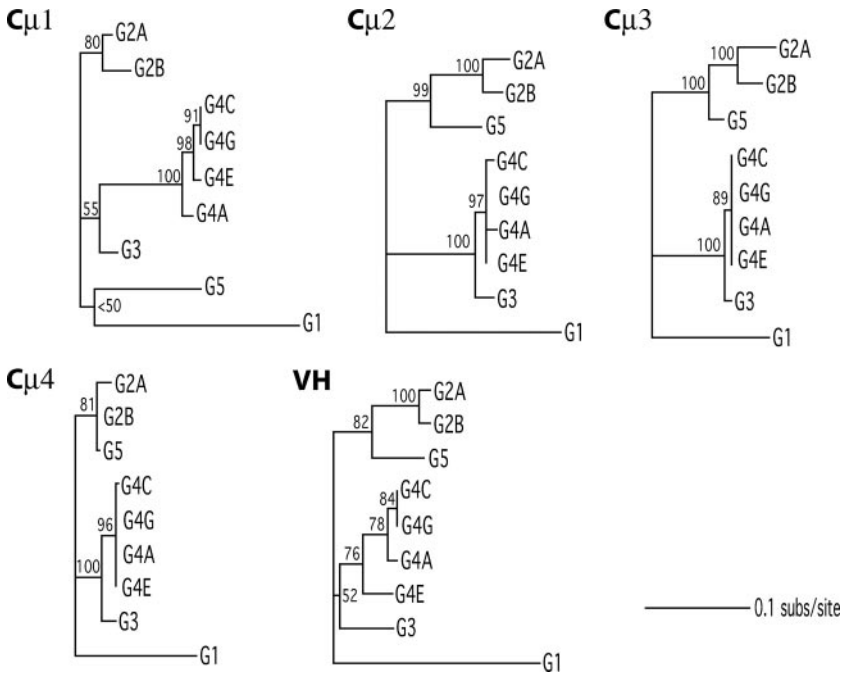 Cμ1
80
G2A
G2B
G4C
91
G4G
98
G4E
100
G4A
55
G3
G5
<50
G1
Cμ2
G2A
100
G2B
99
G5
G4C
G4G
97
G4A
100
G4E
G3
G1
Cμ3
G2A
100
G2B
100
G5
G4C
G4G
89
G4A
100
G4E
G3
G1
Cμ4
G2A
81
G2B
G5
G4C
G4G
96
G4A
100
G4E
G3
G1
VH
G2A
100
G2B
82
G5
G4C
84
G4G
78
G4A
76
G4E
52
G3
G1
0.1 subs/site